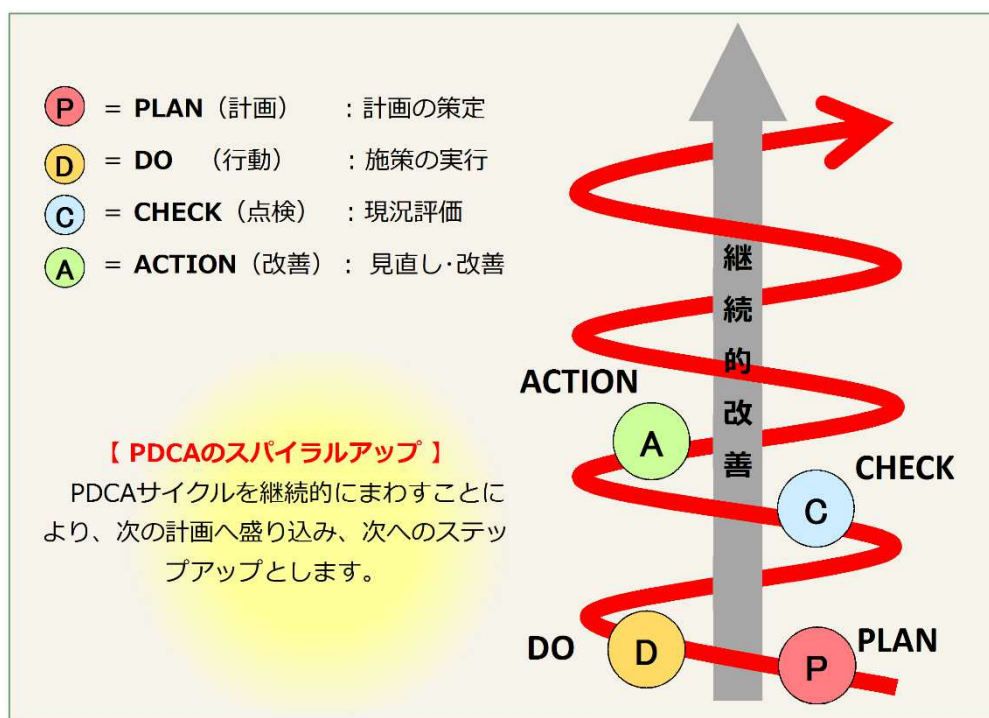 P = PLAN（計画）　：計画の策定
D = DO　（行動）　：施策の実行
C = CHECK（点検）：現況評価
A = ACTION（改善）： 見直し・改善
【 PDCAのスパイラルアップ 】
PDCAサイクルを継続的にまわすことに
より、次の計画へ盛り込み、次へのステッ
プアップとします。
継続的改善
ACTION
A
CHECK
C
DO
D
PLAN
P